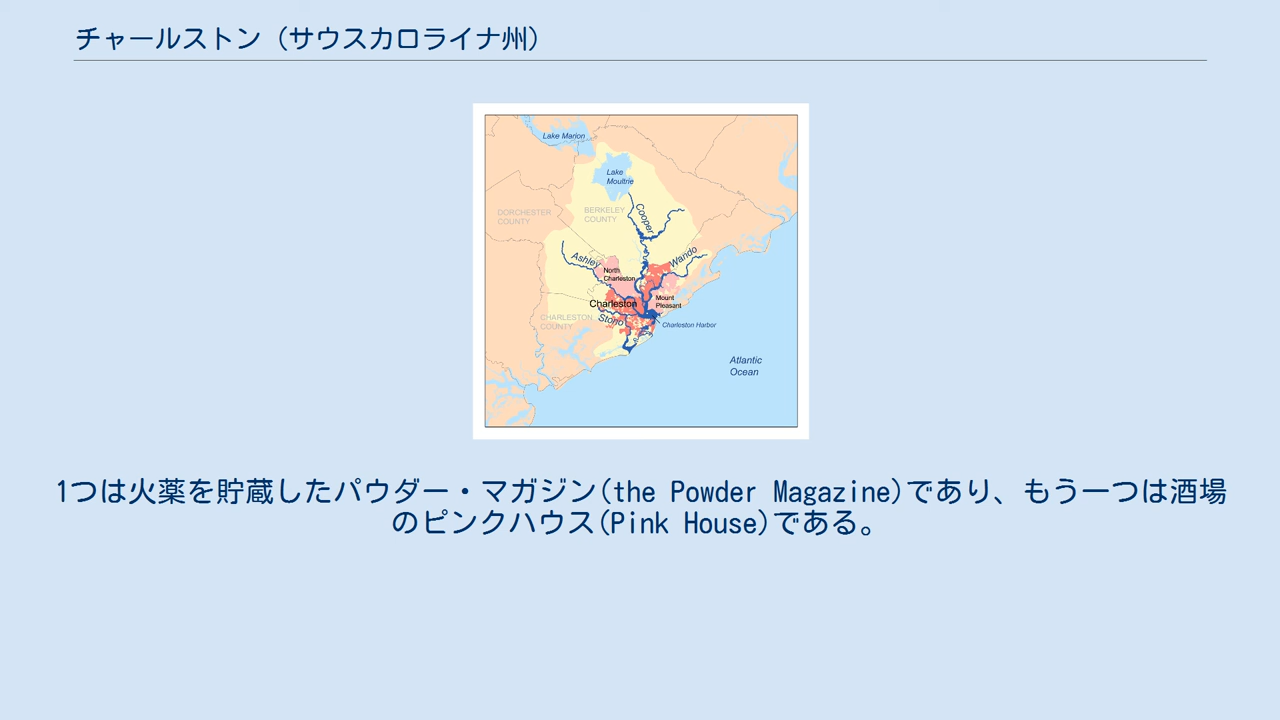 チャールストン (サウスカロライナ州)
Lake Marion
Lake
Moultrie
DORCHESTER
COUNTY
BERKELEY
COUNTY
Cooper
Ashley
Wando
North
Charleston
Charleston
Mount
Pleasant
CHARLESTON
COUNTY
Stono
Charleston Harbor
Atlantic
Ocean
1つは火薬を貯蔵したパウダー・マガジン(the Powder Magazine)であり、もう一つは酒場
のピンクハウス(Pink House)である。